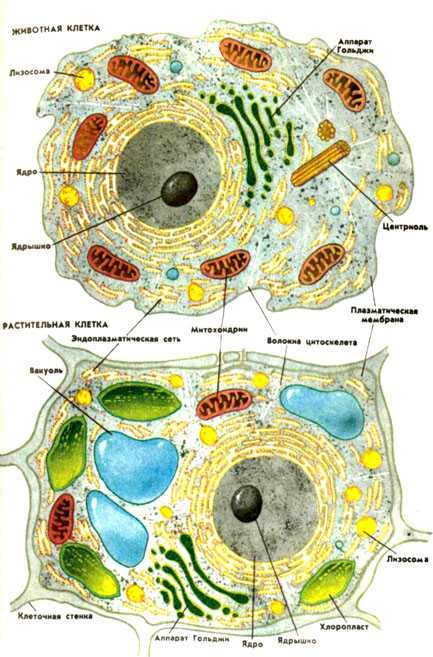 ЖИВОТНАЯ КЛЕТКА
Аппарат
Гольджи
Лизосома
Ядро
Центриоль
Ядрышко
Плазматическая
мембрана
РАСТИТЕЛЬНАЯ КЛЕТКА
Митохондрии
Эндоплазматическая сеть
Волокна цитоскелета
Вакуоль
Лизосома
Клеточная стенка
Хлоропласт
Аппарат Гольджи
Ядро
Ядрышко